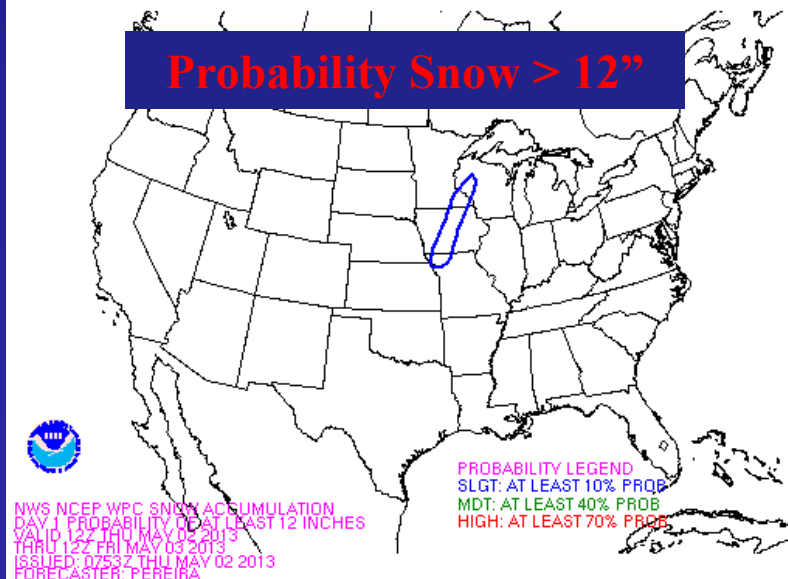 Probability Snow > 12”
PROBABILITY LEGEND
SLGT: AT LEAST 10% PROB
MDT: AT LEAST 40% PROB
HIGH: AT LEAST 70% PROB
NWS NCEP WPC SNOW ACCUMULATION
DAY 1 PROBABILITY OF AT LEAST 12 INCHES
VALID 12Z THU MAY 02 2013
THRU 12Z FRI MAY 03 2013
ISSUED: 0753Z THU MAY 02 2013
FORECASTER: PEREIRA